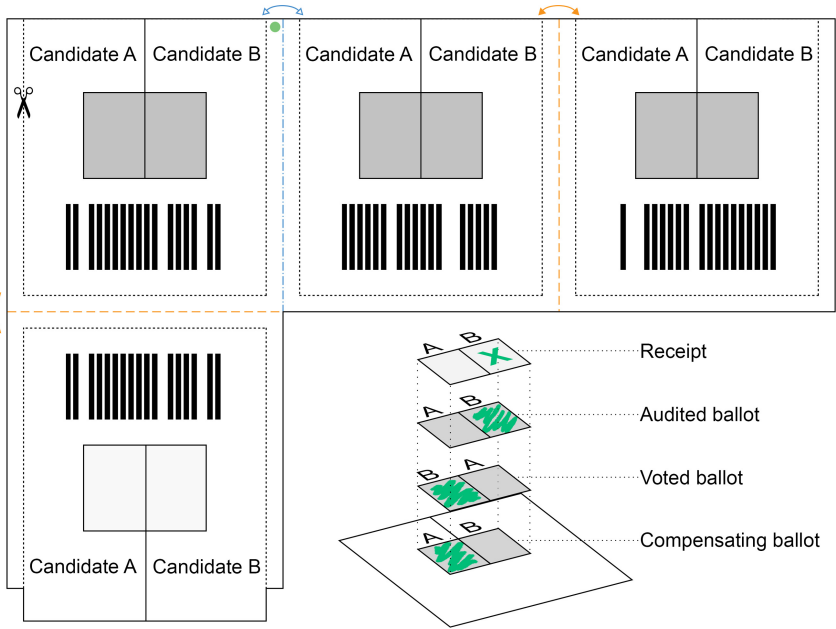 Candidate A Candidate B
Candidate A Candidate B
Candidate A Candidate B
A B
Receipt
A B
Audited ballot
B A
Voted ballot
A B
Compensating ballot
Candidate A Candidate B